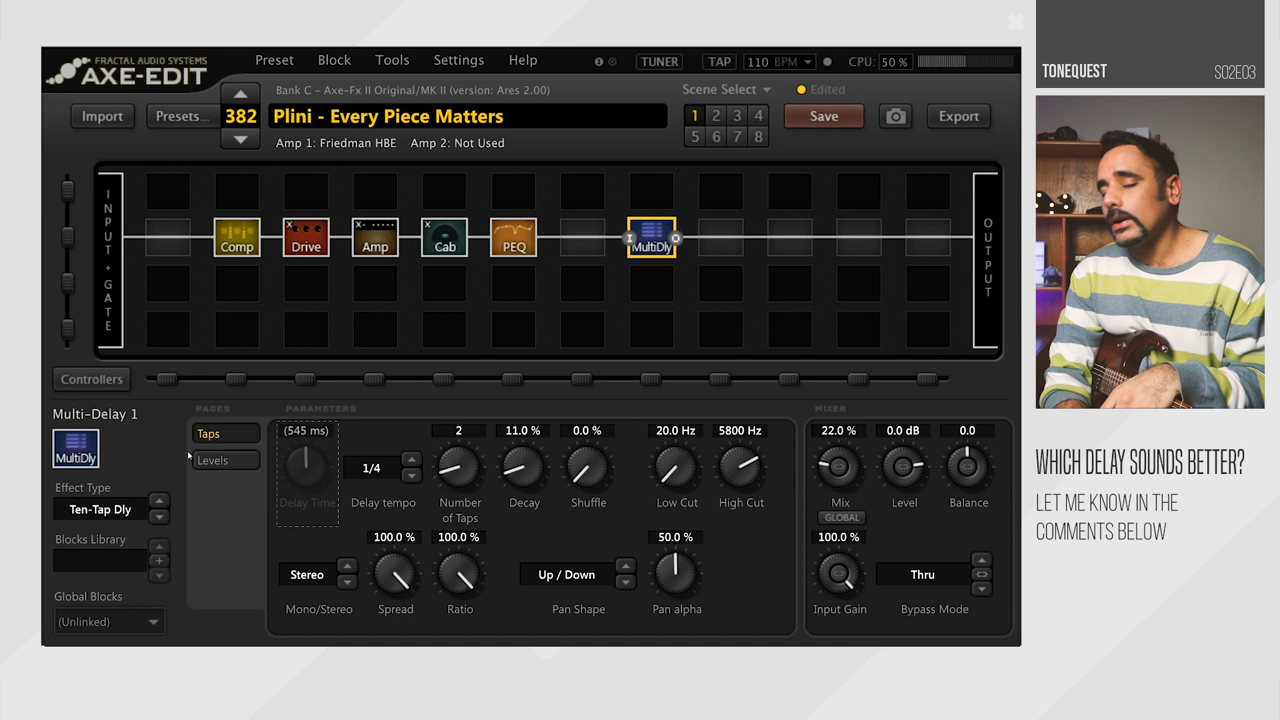 FRACTAL AUDIO SYSTEMS
AXE-EDIT
Preset Block Tools Settings Help
TUNER TAP 110 BPM CPU: 50 %
Import Presets... 382
Bank C - Axe-Fx II Original/MK II (version: Ares 2.00)
Plini - Every Piece Matters
Amp 1: Friedman HBE Amp 2: Not Used
Scene Select
1 2 3 4
5 6 7 8
Edited
Save Export
INPUT + GATE
Comp
X Drive
X Amp
X Cab
PEQ
MultiDly
OUTPUT
Controllers
Multi-Delay 1
MultiDly
Effect Type
Ten-Tap Dly
Blocks Library
Global Blocks
(Unlinked)
PAGES
Taps
Levels
PARAMETERS
(545 ms) 2 11.0 % 0.0 % 20.0 Hz 5800 Hz
1/4
Delay Time Delay tempo Number of Taps Decay Shuffle Low Cut High Cut
100.0 % 100.0 % 50.0 %
Stereo Up / Down
Mono/Stereo Spread Ratio Pan Shape Pan alpha
MIXER
22.0 % 0.0 dB 0.0
Mix Level Balance
GLOBAL
100.0 %
Thru
Input Gain Bypass Mode
TONEQUEST S02E03
WHICH DELAY SOUNDS BETTER?
LET ME KNOW IN THE
COMMENTS BELOW